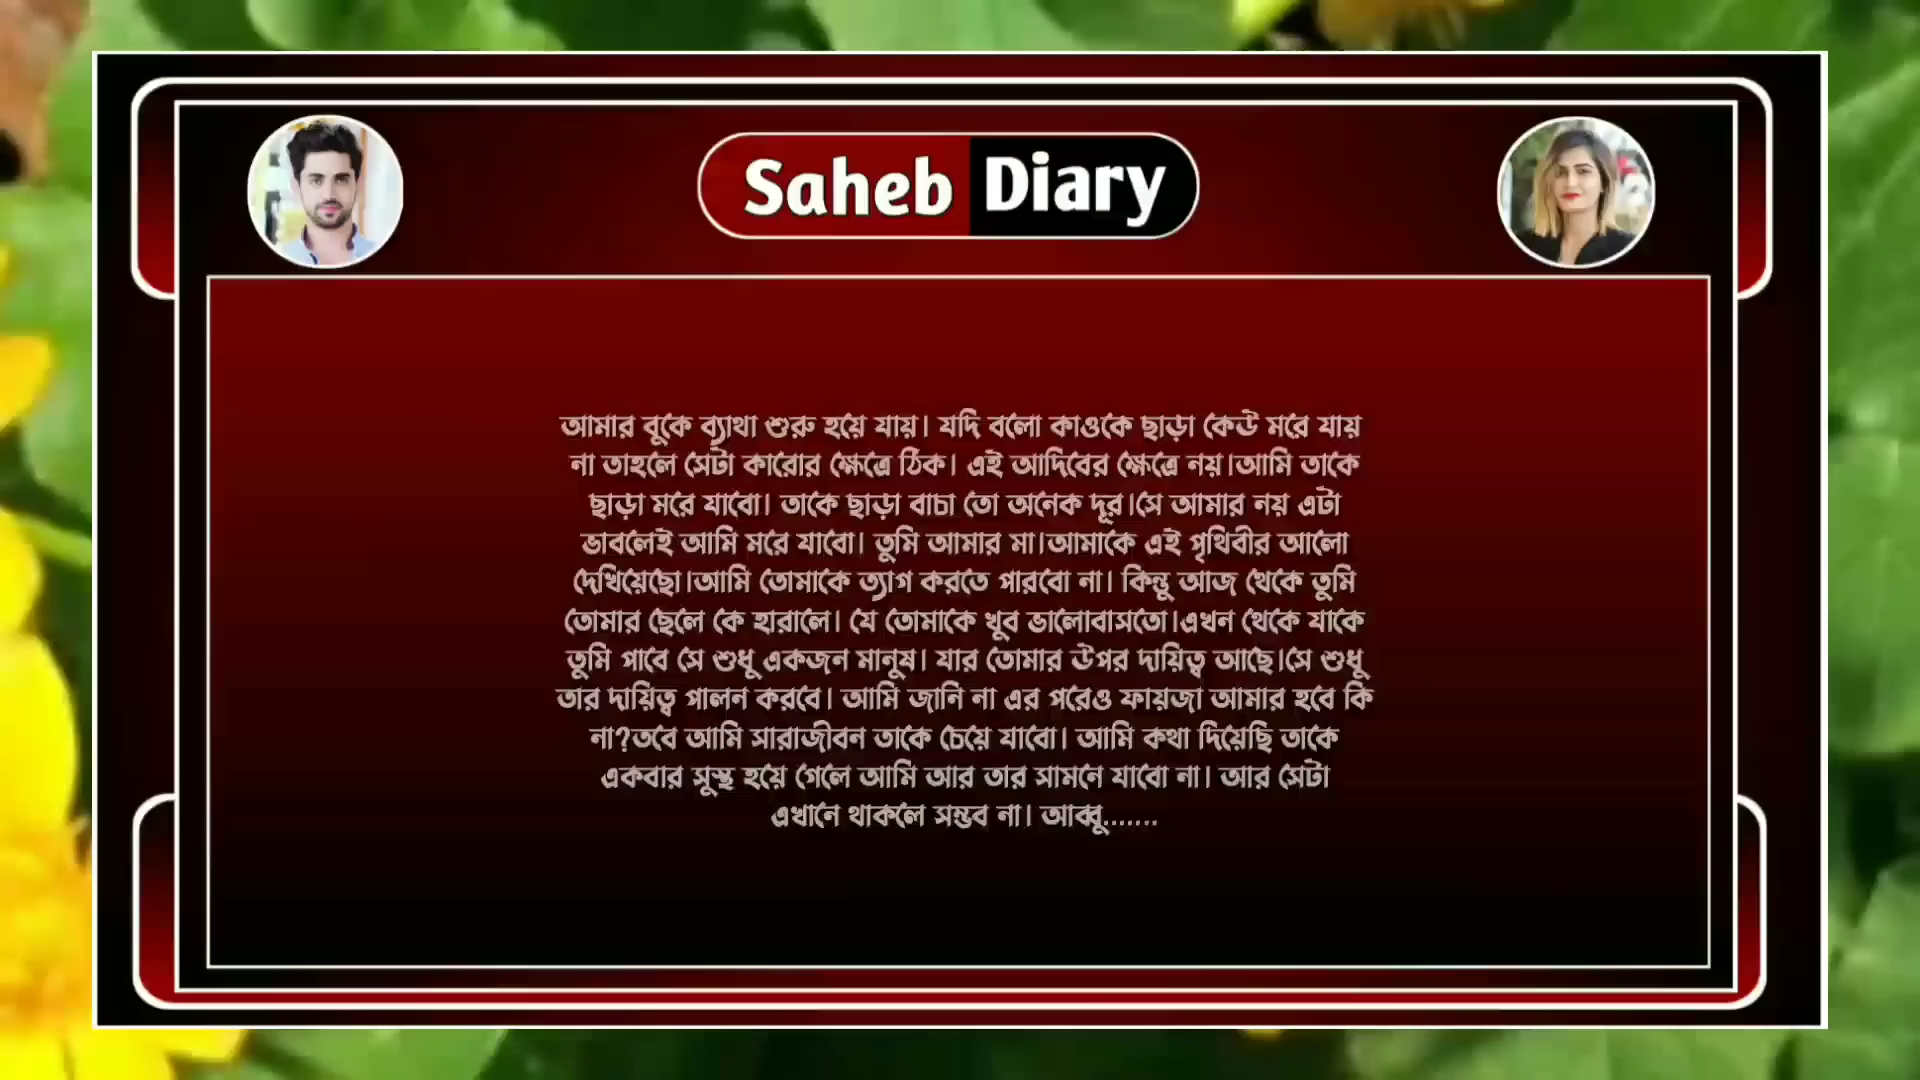 Saheb Diary
আমার বুকে ব্যাথা শুরু হয়ে যায়। যদি বলো কাওকে ছাড়া কেউ মরে যায়
না তাহলে সেটা কারোর ক্ষেত্রে ঠিক। এই আদিবের ক্ষেত্রে নয়।আমি তাকে
ছাড়া মরে যাবো। তাকে ছাড়া বাচা তো অনেক দূর।সে আমার নয় এটা
ভাবলেই আমি মরে যাবো। তুমি আমার মা।আমাকে এই পৃথিবীর আলো
দেখিয়েছো।আমি তোমাকে ত্যাগ করতে পারবো না। কিন্তু আজ থেকে তুমি
তোমার ছেলে কে হারালে। যে তোমাকে খুব ভালোবাসতো।এখন থেকে যাকে
তুমি পাবে সে শুধু একজন মানুষ। যার তোমার উপর দায়িত্ব আছে।সে শুধু
তার দায়িত্ব পালন করবে। আমি জানি না এর পরেও ফায়জা আমার হবে কি
না?তবে আমি সারাজীবন তাকে চেয়ে যাবো। আমি কথা দিয়েছি তাকে
একবার সুস্থ হয়ে গেলে আমি আর তার সামনে যাবো না। আর সেটা
এখানে থাকলে সম্ভব না। আব্বু.......